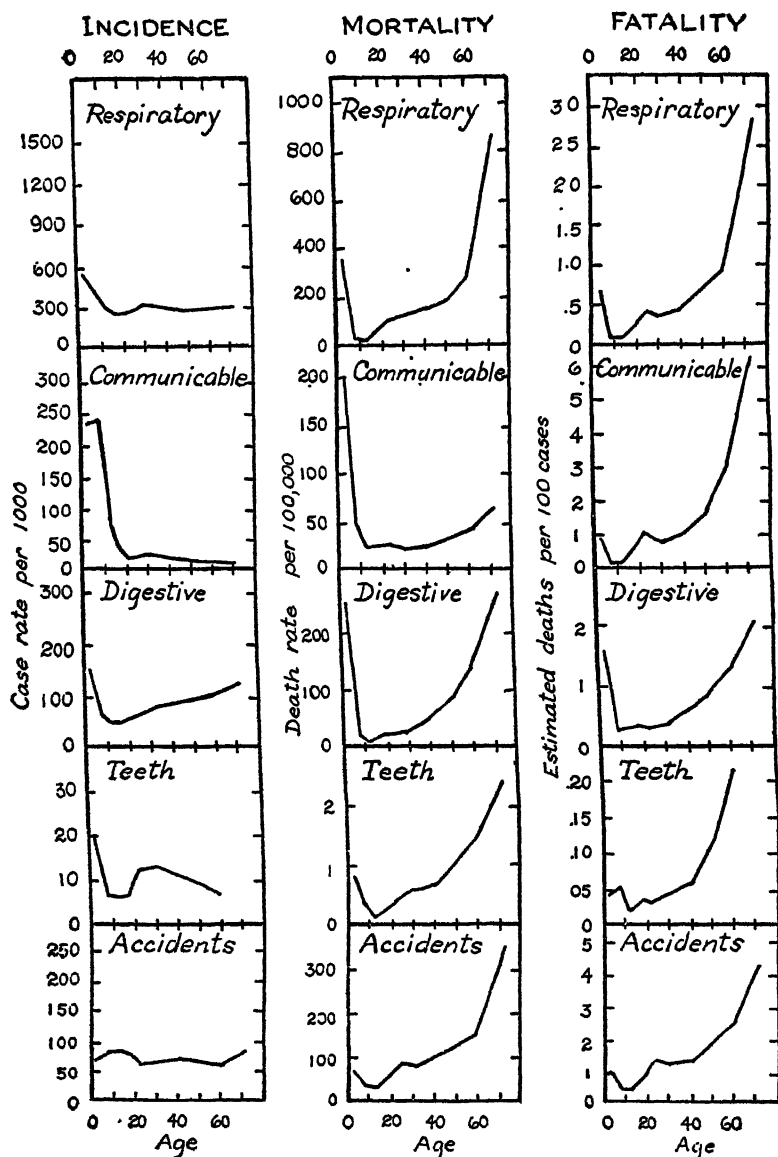 INCIDENCE
MORTALITY
FATALITY
0 20 40 60
0 20 40 60
0 20 40 60
Respiratory
1500
1200
900
600
300
0
Respiratory
1000
800
600
400
200
0
Respiratory
3 0
2.5
2.0
1.5
1.0
.5
0
Communicable
300
250
200
150
100
50
0
Communicable
200
150
100
50
0
Communicable
6
5
4
3
2
1
0
Case rate per 1000
Death rate per 100,000
Estimated deaths per 100 cases
Digestive
300
200
100
0
Digestive
200
100
0
Digestive
2
1
0
Teeth
30
20
10
0
Teeth
2
1
0
Teeth
.20
.15
.10
05
0
Accidents
250
200
150
100
50
0
Accidents
300
200
100
0
Accidents
5
4
3
2
1
0
0 20 40 60
0 20 40 60
0 20 40 60
Age
Age
Age